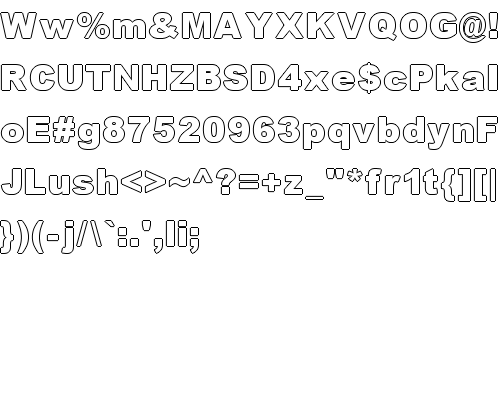 Ww%m&MAYXKVQOG@!
RCUTNHZBSD4xe$cPkal
oE#g87520963pqvbdynF
JLush<>~^?=+z_"*fr1t{][|
})(-j/\`:.',Ii;